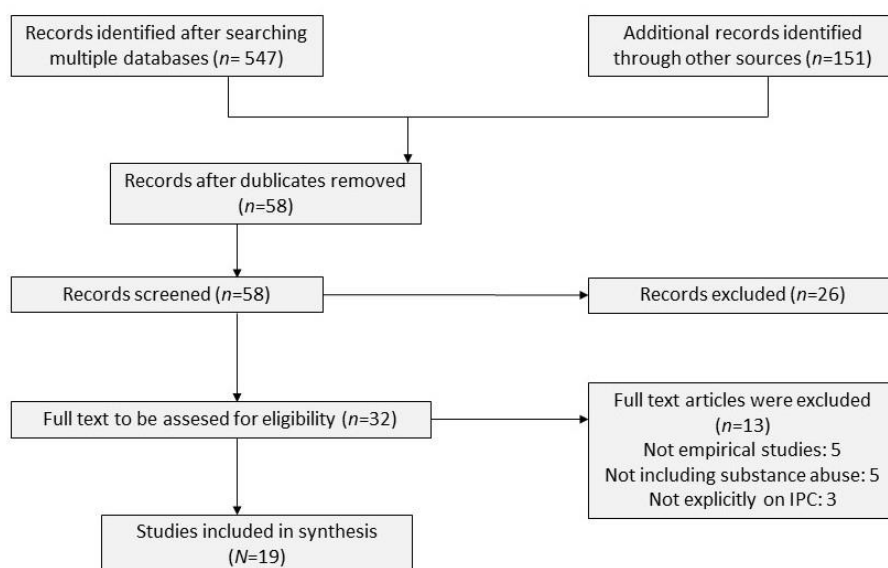 Records identified after searching
multiple databases (n= 547)
Additional records identified
through other sources (n=151)
Records after dublicates removed
(n=58)
Records screened (n=58)
Records excluded (n=26)
Full text to be assesed for eligibility (n=32)
Full text articles were excluded
(n=13)
Not empirical studies: 5
Not including substance abuse: 5
Not explicitly on IPC: 3
Studies included in synthesis
(N=19)